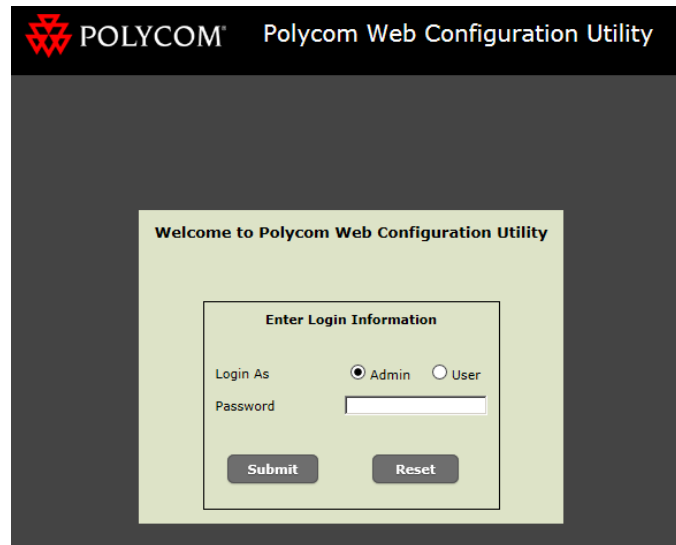 POLYCOM® Polycom Web Configuration Utility
Welcome to Polycom Web Configuration Utility
Enter Login Information
Login As Admin User
Password
Submit Reset